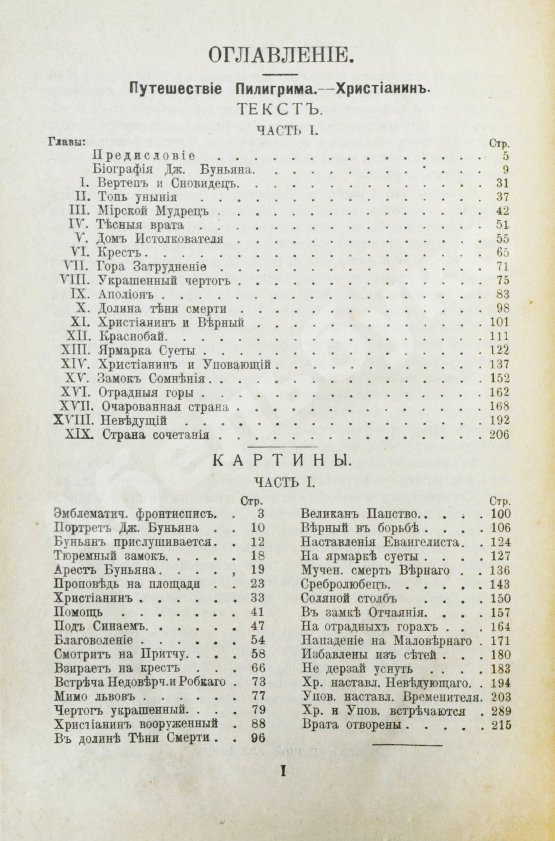 ОГЛАВЛЕНІЕ.
Путешествіе Пилигрима.—Христіанинъ.
ТЕКСТЪ.
ЧАСТЬ I.
Главы: Стр.
Предисловіе . . . 5
Біографія Дж. Буньяна. . . . 9
I. Вертепъ и Сновидецъ. . . . 31
II. Топь унынія . . . 37
III. Мірской Мудрецъ . . . 42
IV. Тѣсныя врата . . . 51
V. Домъ Истолкователя . . . 55
VI. Крестъ . . . 65
VII. Гора Затрудненіе . . . 71
VIII. Украшенный чертогъ . . . 75
IX. Аполіонъ . . . 83
X. Долина тѣни смерти . . . 98
XI. Христіанин и Вѣрный . . . 101
XII. Краснобай. . . . 111
XIII. Ярмарка Суеты . . . 122
XIV. Христіанин и Уповающій . . . 137
XV. Замокъ Сомнѣнія . . . 152
XVI. Отрадныя горы . . . 162
XVII. Очарованная страна . . . 168
XVIII. Невѣдущій . . . 192
XIX. Страна сочетанія . . . 206
КАРТИНЫ.
ЧАСТЬ I.
Стр.
Эмблематич. фронтисписъ. . 3
Портретъ Дж. Буньяна . . . 10
Буньянъ прислушивается. . . 12
Тюремный замокъ. . . . 18
Арестъ Буньяна. . . . 19
Проповѣдь на площади . . . 23
Христіанинъ. . . . 33
Помощь . . . 41
Подъ Синаемъ. . . . 47
Благоволеніе . . . 54
Смотритъ на Притчу . . . 58
Взираетъ на крестъ . . . 66
Встрѣча Недовѣрч. и Робкаго 73
Мимо львовъ. . . . 77
Чертогъ украшенный. . . . 79
Христіанинъ вооруженный . 88
Въ долинѣ Тѣни Смерти . . 96
Стр.
Великанъ Папство. . . . 100
Вѣрный въ борьбѣ . . . 106
Наставленія Евангелиста. . . 124
На ярмаркѣ суеты . . . 127
Мучен. смерть Вѣрнаго . . . 136
Сребролюбецъ. . . . 143
Соляной столбъ . . . 150
Въ замкѣ Отчаянія. . . . 157
На отрадныхъ горахъ . . . 164
Нападеніе на Маловѣрнаго . 171
Избавлены изъ сѣтей . . . 180
Не дерзай уснуть . . . 183
Хр. наставл. Невѣдующаго. . 194
Упов. наставл. Временителя. 203
Хр. и Упов. встрѣчаются . . 289
Врата отворены . . . 215
I